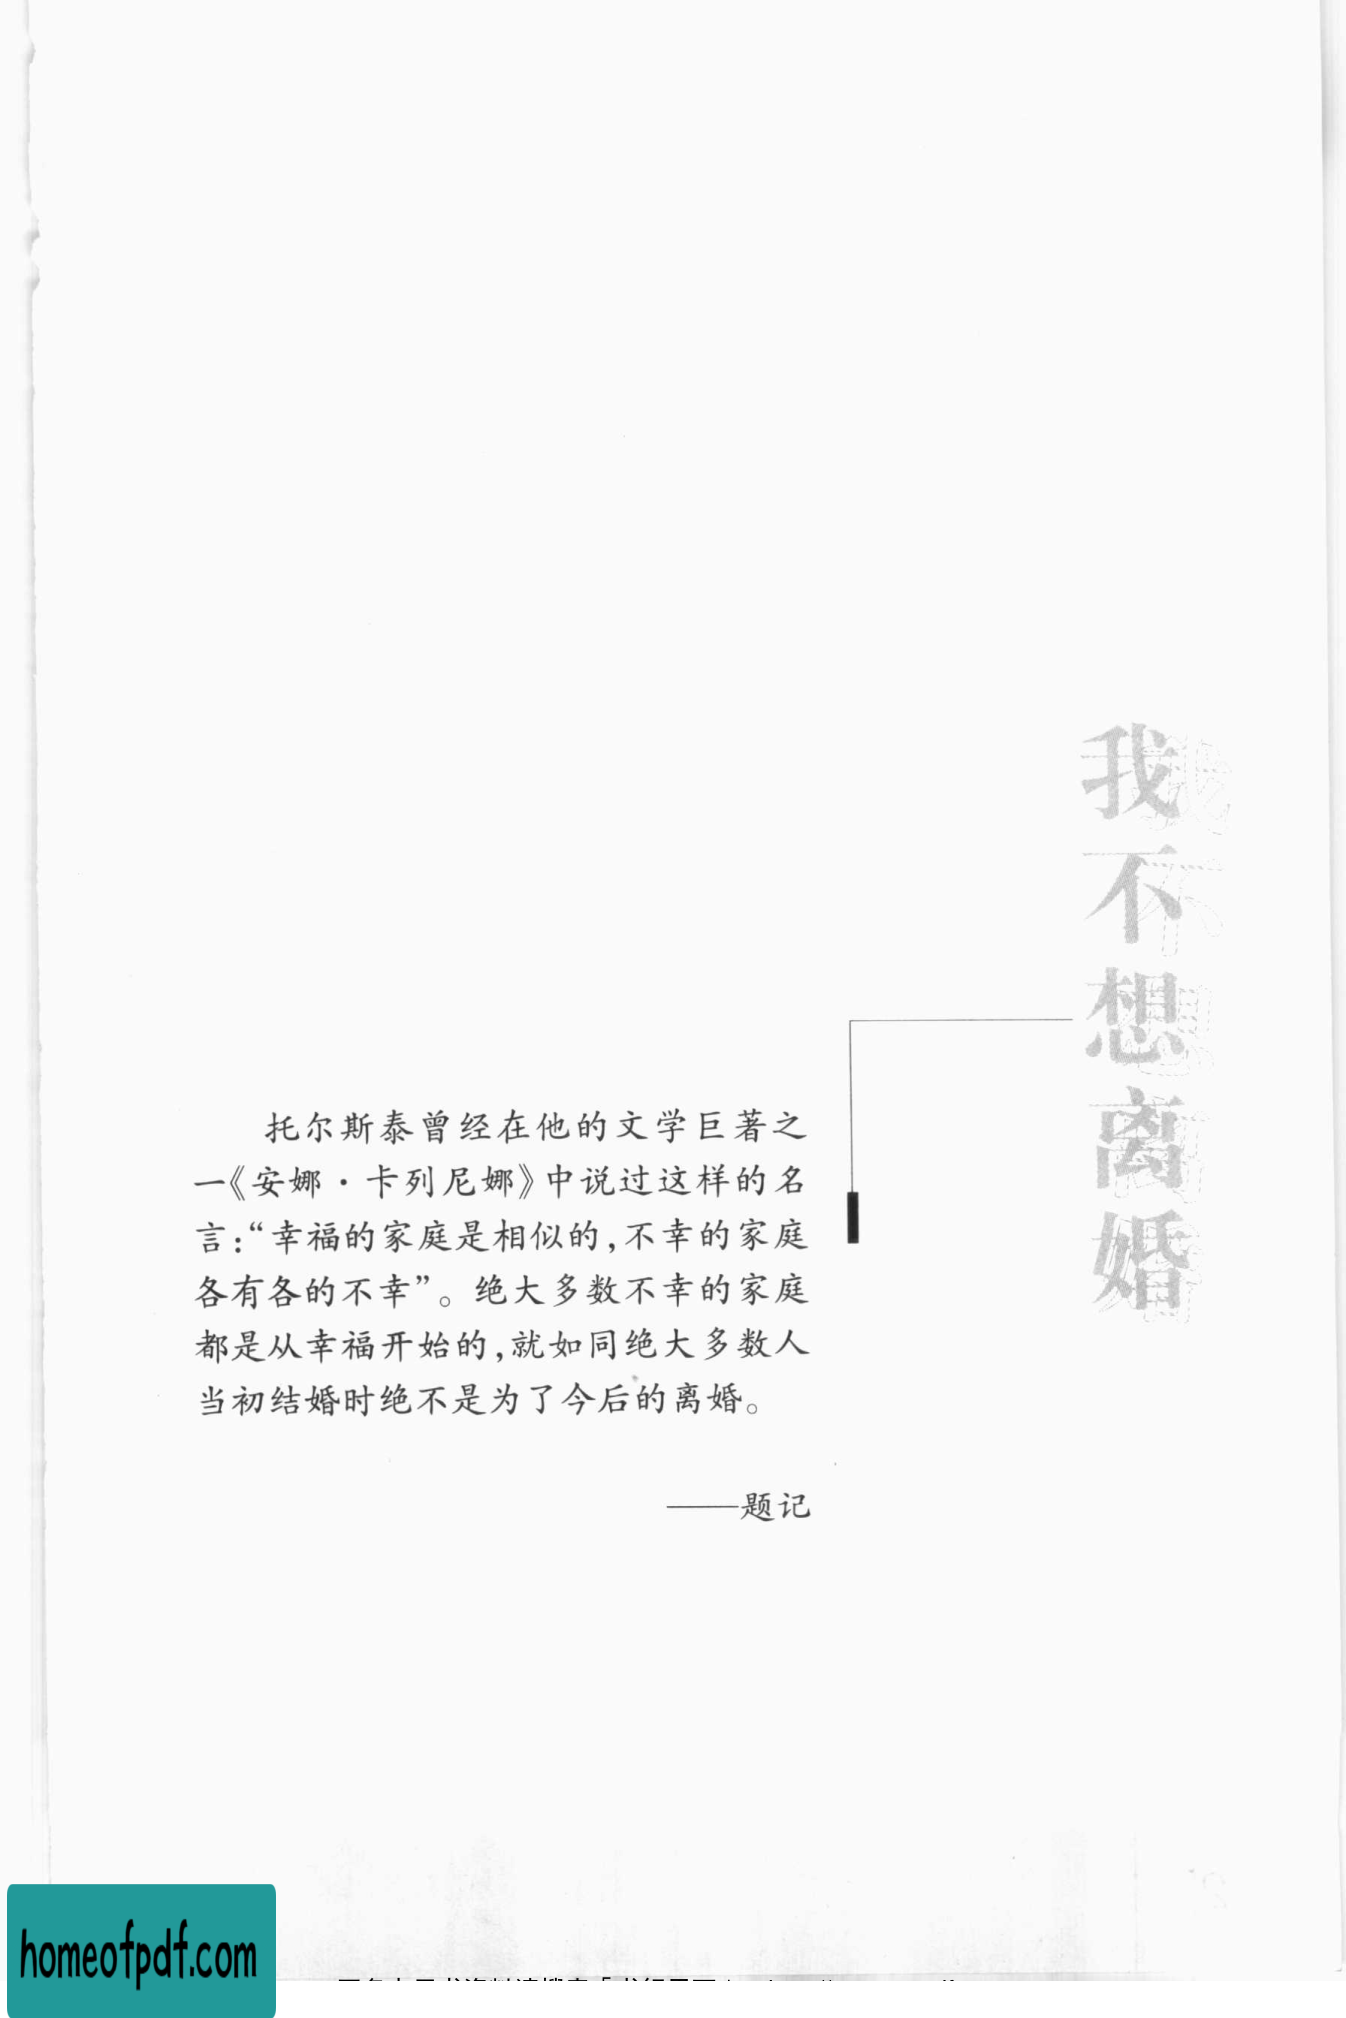 我不想离婚
托尔斯泰曾经在他的文学巨著之
一《安娜·卡列尼娜》中说过这样的名
言:“幸福的家庭是相似的,不幸的家庭
各有各的不幸”。绝大多数不幸的家庭
都是从幸福开始的,就如同绝大多数人
当初结婚时绝不是为了今后的离婚。
——题记
homeofpdf.com